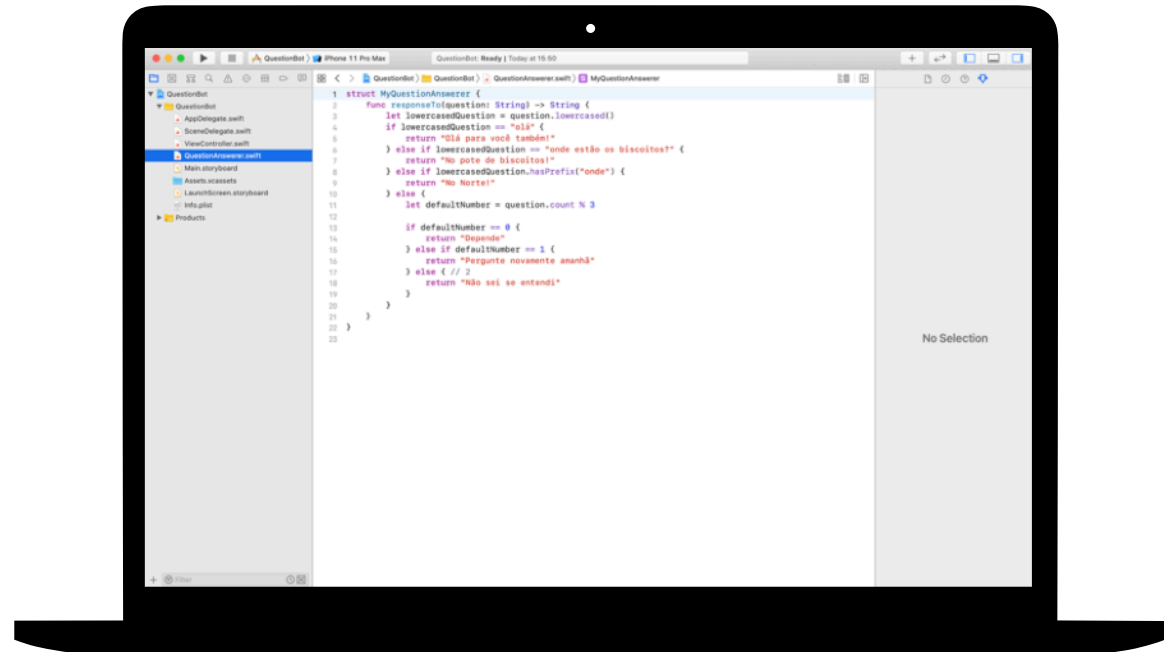 QuestionBot iPhone 11 Pro Max QuestionBot: Ready | Today at 15:50
QuestionBot QuestionBot QuestionAnswerer.swift MyQuestionAnswerer
QuestionBot
QuestionBot
AppDelegate.swift
SceneDelegate.swift
ViewController.swift
QuestionAnswerer.swift
Main.storyboard
Assets.xcassets
LaunchScreen.storyboard
Info.plist
Products
Filter
1 struct MyQuestionAnswerer {
2 func responseTo(question: String) -> String {
3 let lowercasedQuestion = question.lowercased()
4 if lowercasedQuestion == "olá" {
5 return "Olá para você também!"
6 } else if lowercasedQuestion == "onde estão os biscoitos?" {
7 return "No pote de biscoitos!"
8 } else if lowercasedQuestion.hasPrefix("onde") {
9 return "No Norte!"
10 } else {
11 let defaultNumber = question.count % 3
12
13 if defaultNumber == 0 {
14 return "Depende"
15 } else if defaultNumber == 1 {
16 return "Pergunte novamente amanhã"
17 } else { // 2
18 return "Não sei se entendi"
19 }
20 }
21 }
22 }
23
No Selection